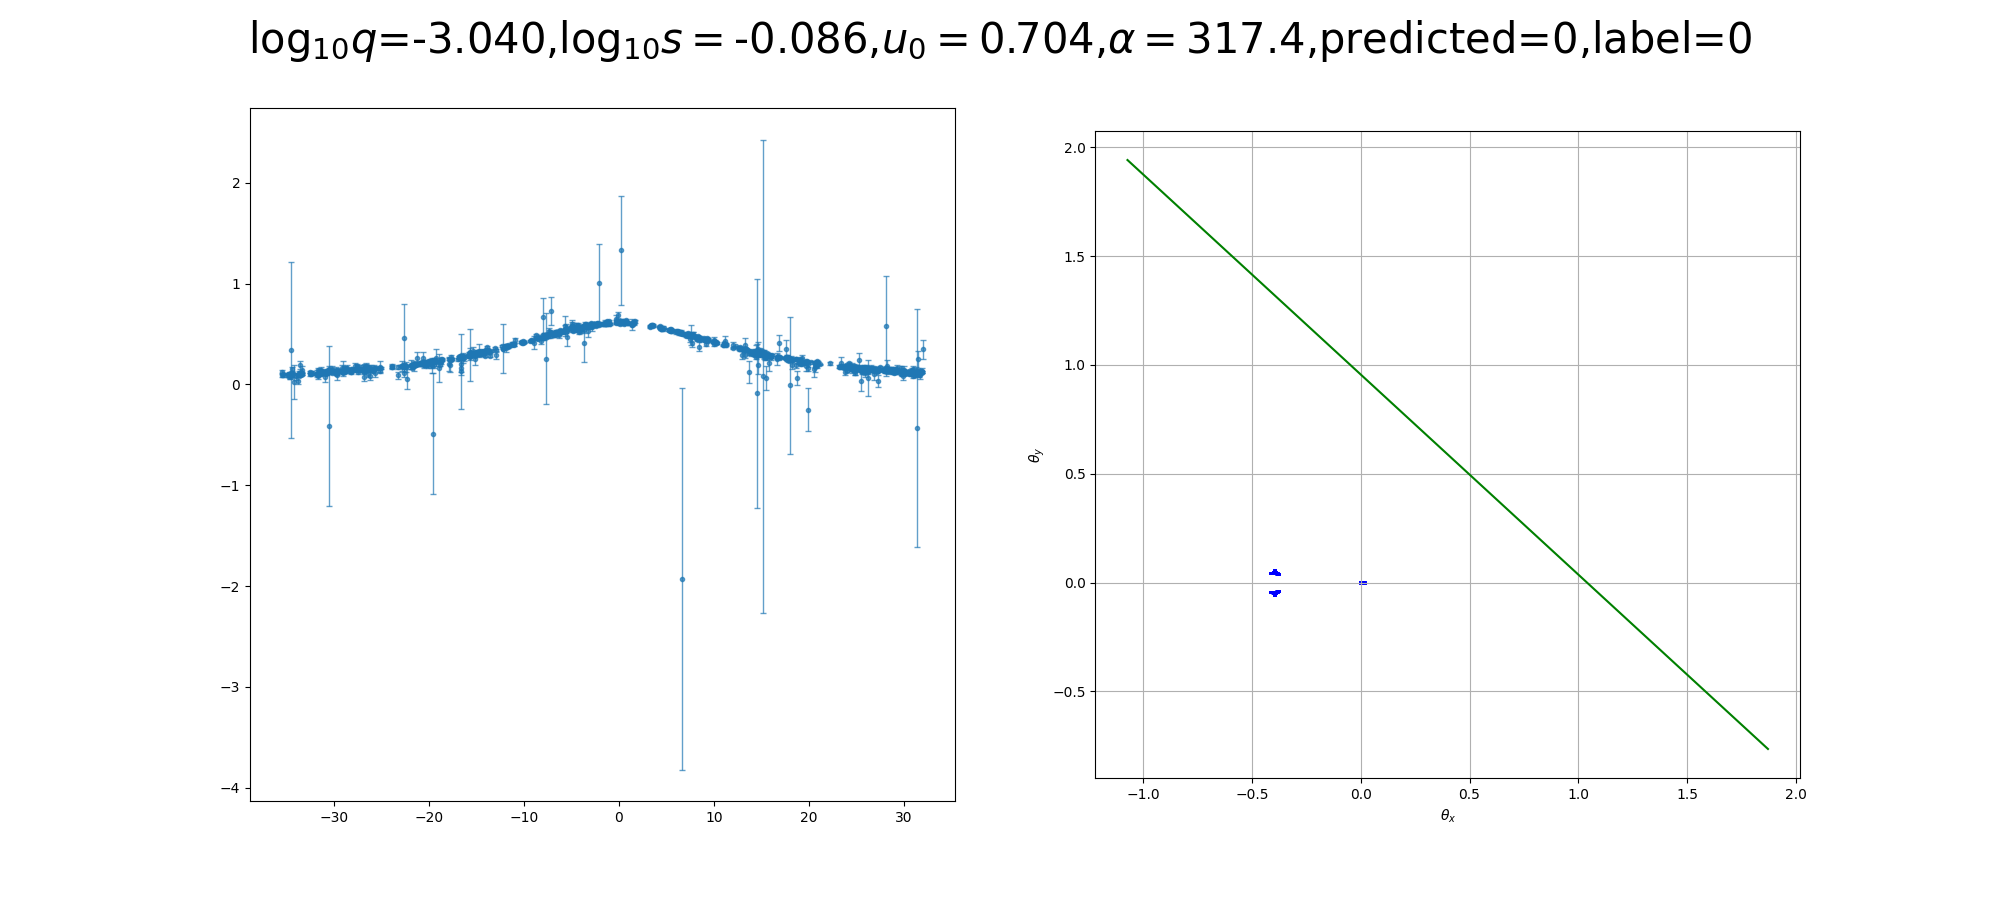 log₁₀q=-3.040,log₁₀s = -0.086,u₀ = 0.704,α = 317.4,predicted=0,label=0
2
1
0
−1
−2
−3
−4
−30 −20 −10 0 10 20 30
2.0
1.5
1.0
0.5
0.0
−0.5
θy
−1.0 −0.5 0.0 0.5 1.0 1.5 2.0
θx